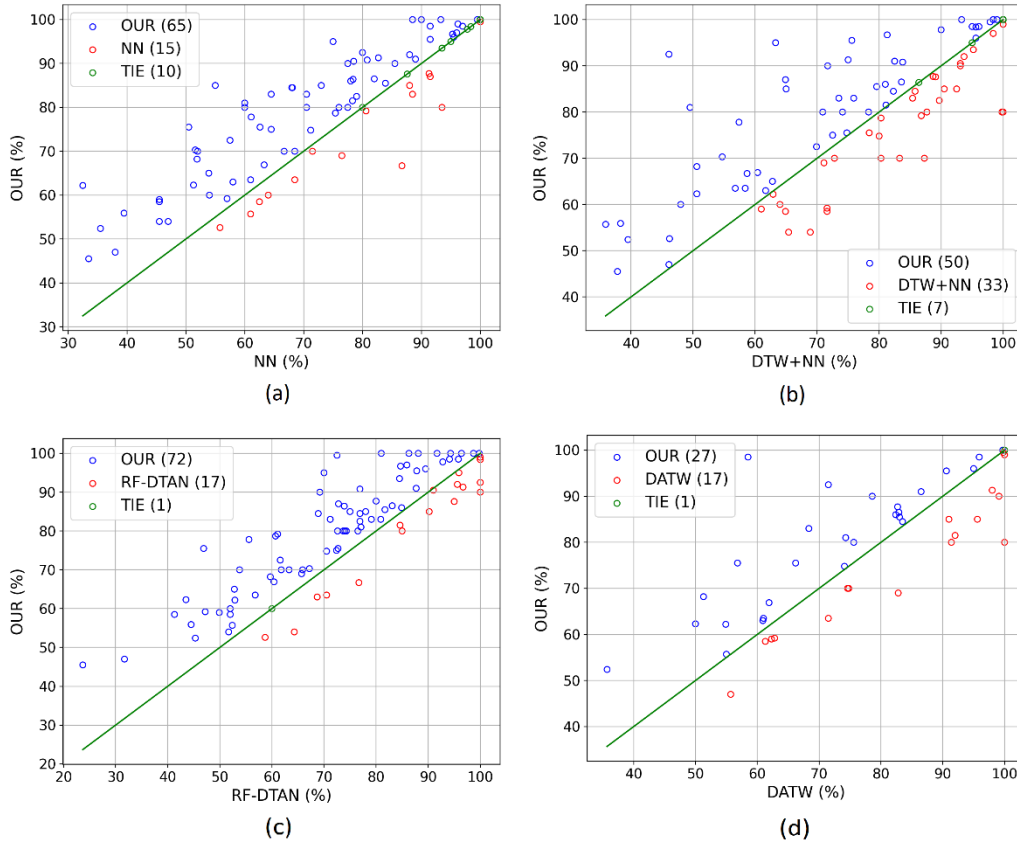 OUR (65)
NN (15)
TIE (10)
100
90
80
70
60
50
40
30
OUR (%)
30 40 50 60 70 80 90 100
NN (%)
(a)
100
90
80
70
60
50
40
OUR (%)
OUR (50)
DTW+NN (33)
TIE (7)
40 50 60 70 80 90 100
DTW+NN (%)
(b)
OUR (72)
RF-DTAN (17)
TIE (1)
100
90
80
70
60
50
40
30
20
OUR (%)
20 30 40 50 60 70 80 90 100
RF-DTAN (%)
(c)
OUR (27)
DATW (17)
TIE (1)
100
90
80
70
60
50
40
OUR (%)
40 50 60 70 80 90 100
DATW (%)
(d)